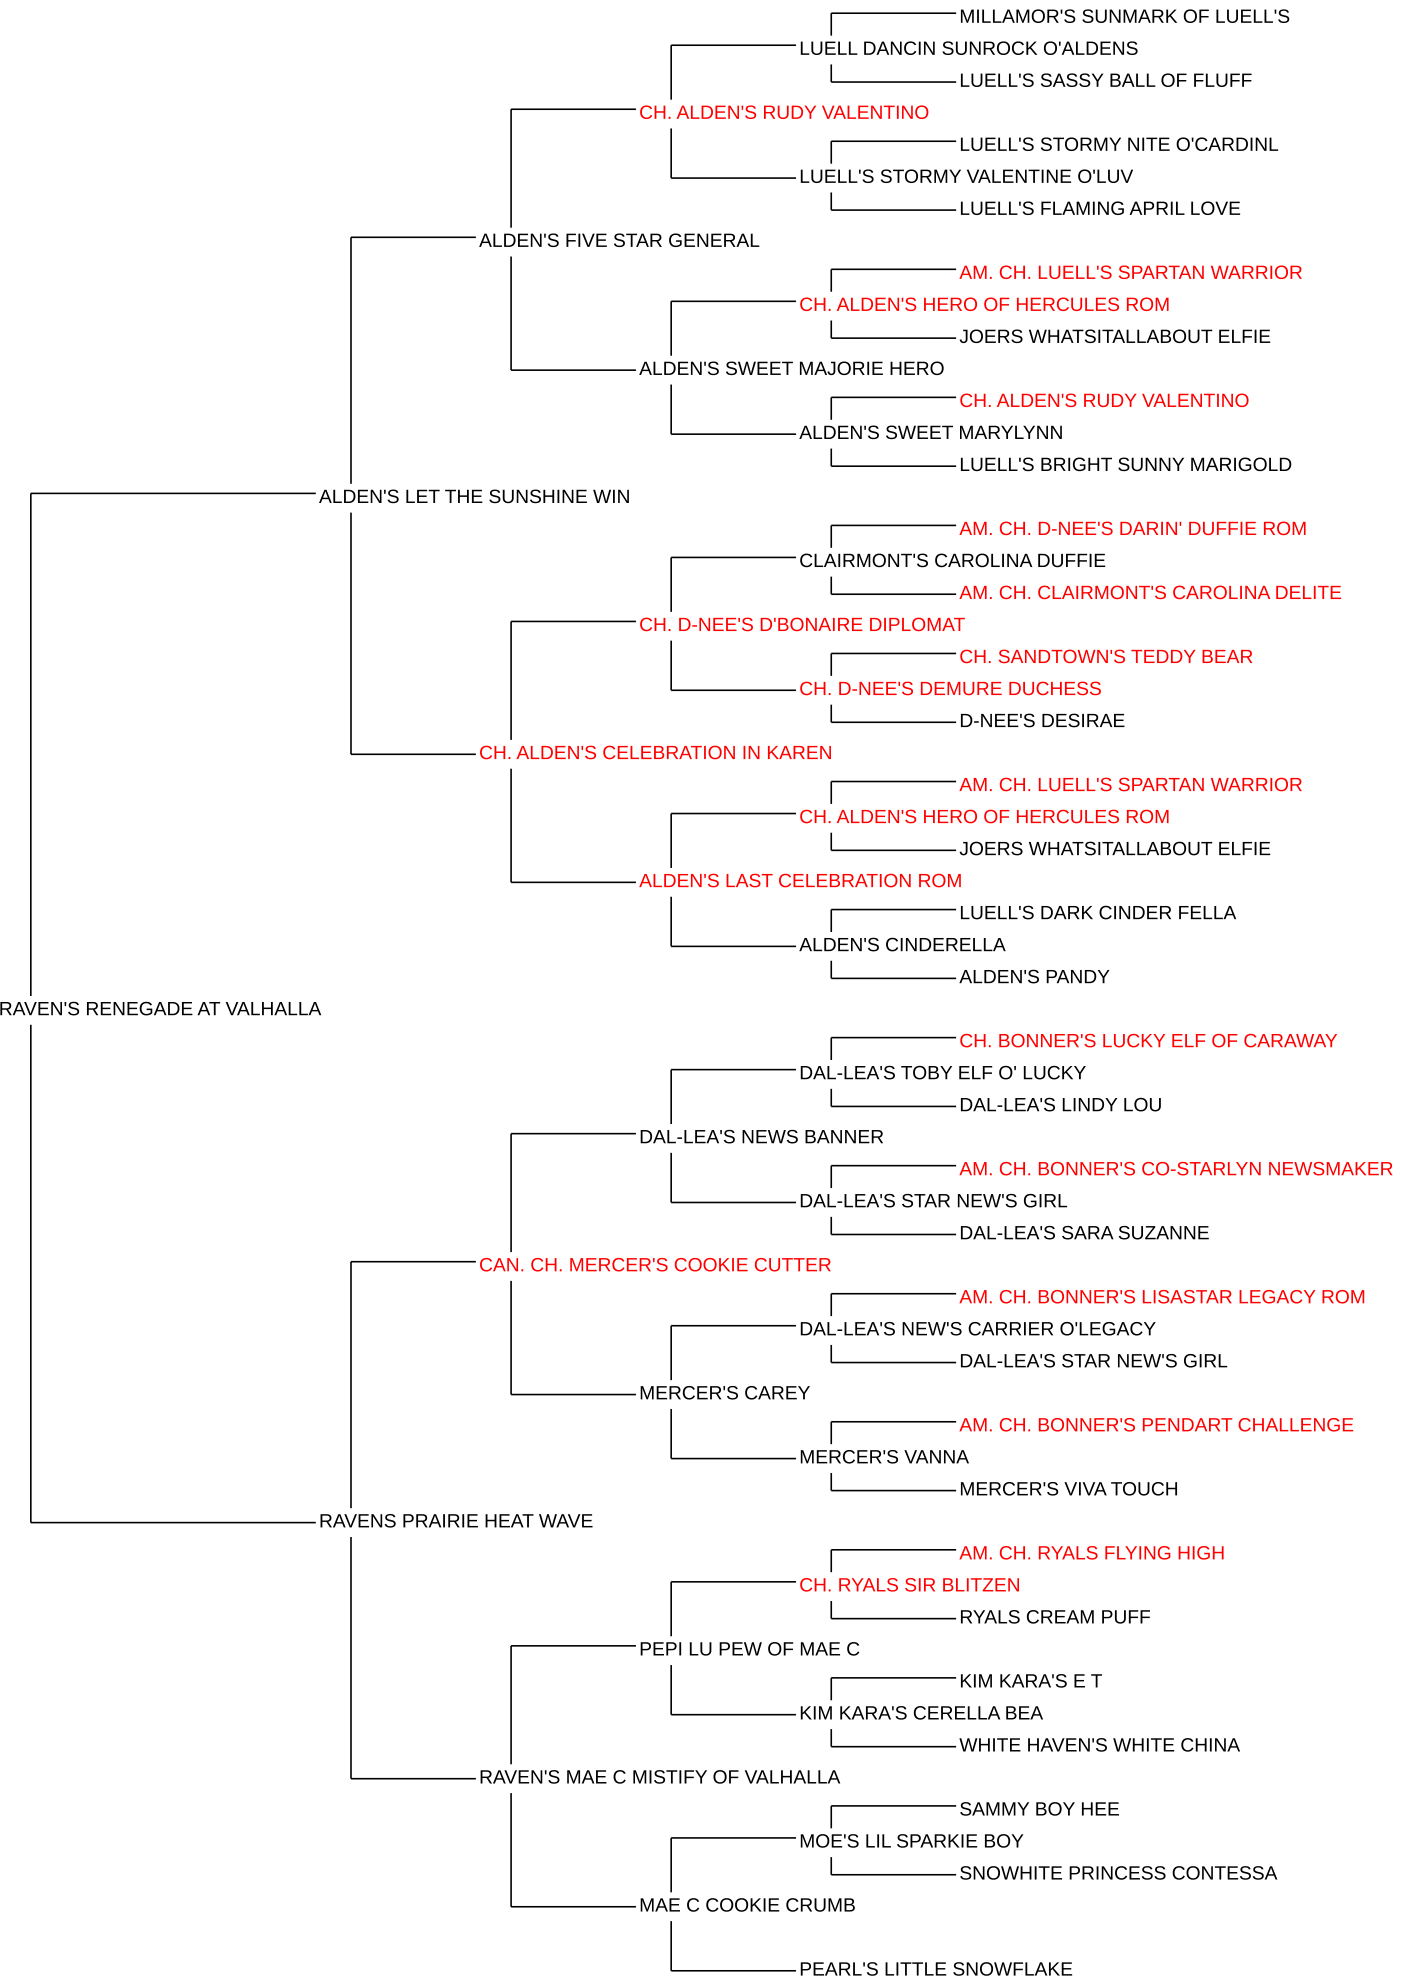 MILLAMOR'S SUNMARK OF LUELL'S
LUELL DANCIN SUNROCK O'ALDENS
LUELL'S SASSY BALL OF FLUFF
CH. ALDEN'S RUDY VALENTINO
LUELL'S STORMY NITE O'CARDINL
LUELL'S STORMY VALENTINE O'LUV
LUELL'S FLAMING APRIL LOVE
ALDEN'S FIVE STAR GENERAL
AM. CH. LUELL'S SPARTAN WARRIOR
CH. ALDEN'S HERO OF HERCULES ROM
JOERS WHATSITALLABOUT ELFIE
ALDEN'S SWEET MAJORIE HERO
CH. ALDEN'S RUDY VALENTINO
ALDEN'S SWEET MARYLYNN
LUELL'S BRIGHT SUNNY MARIGOLD
ALDEN'S LET THE SUNSHINE WIN
AM. CH. D-NEE'S DARIN' DUFFIE ROM
CLAIRMONT'S CAROLINA DUFFIE
AM. CH. CLAIRMONT'S CAROLINA DELITE
CH. D-NEE'S D'BONAIRE DIPLOMAT
CH. SANDTOWN'S TEDDY BEAR
CH. D-NEE'S DEMURE DUCHESS
D-NEE'S DESIRAE
CH. ALDEN'S CELEBRATION IN KAREN
AM. CH. LUELL'S SPARTAN WARRIOR
CH. ALDEN'S HERO OF HERCULES ROM
JOERS WHATSITALLABOUT ELFIE
ALDEN'S LAST CELEBRATION ROM
LUELL'S DARK CINDER FELLA
ALDEN'S CINDERELLA
ALDEN'S PANDY
RAVEN'S RENEGADE AT VALHALLA
CH. BONNER'S LUCKY ELF OF CARAWAY
DAL-LEA'S TOBY ELF O' LUCKY
DAL-LEA'S LINDY LOU
DAL-LEA'S NEWS BANNER
AM. CH. BONNER'S CO-STARLYN NEWSMAKER
DAL-LEA'S STAR NEW'S GIRL
DAL-LEA'S SARA SUZANNE
CAN. CH. MERCER'S COOKIE CUTTER
AM. CH. BONNER'S LISASTAR LEGACY ROM
DAL-LEA'S NEW'S CARRIER O'LEGACY
DAL-LEA'S STAR NEW'S GIRL
MERCER'S CAREY
AM. CH. BONNER'S PENDART CHALLENGE
MERCER'S VANNA
MERCER'S VIVA TOUCH
RAVENS PRAIRIE HEAT WAVE
AM. CH. RYALS FLYING HIGH
CH. RYALS SIR BLITZEN
RYALS CREAM PUFF
PEPI LU PEW OF MAE C
KIM KARA'S E T
KIM KARA'S CERELLA BEA
WHITE HAVEN'S WHITE CHINA
RAVEN'S MAE C MISTIFY OF VALHALLA
SAMMY BOY HEE
MOE'S LIL SPARKIE BOY
SNOWHITE PRINCESS CONTESSA
MAE C COOKIE CRUMB
PEARL'S LITTLE SNOWFLAKE